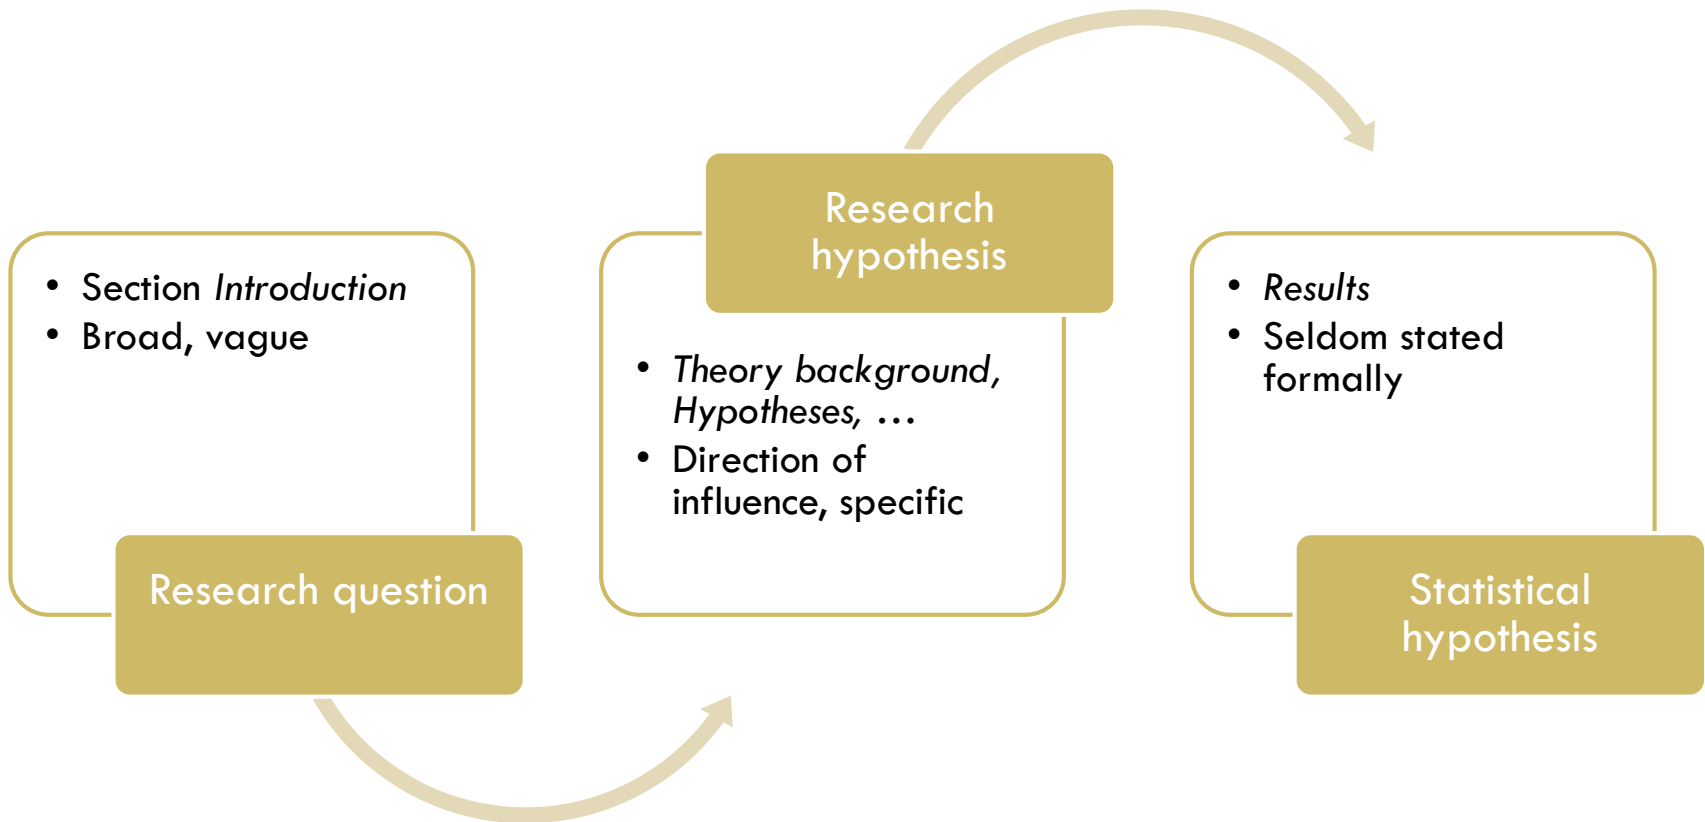 • Section Introduction
• Broad, vague
Research question
Research
hypothesis
• Theory background,
Hypotheses, ...
• Direction of
influence, specific
• Results
• Seldom stated
formally
Statistical
hypothesis